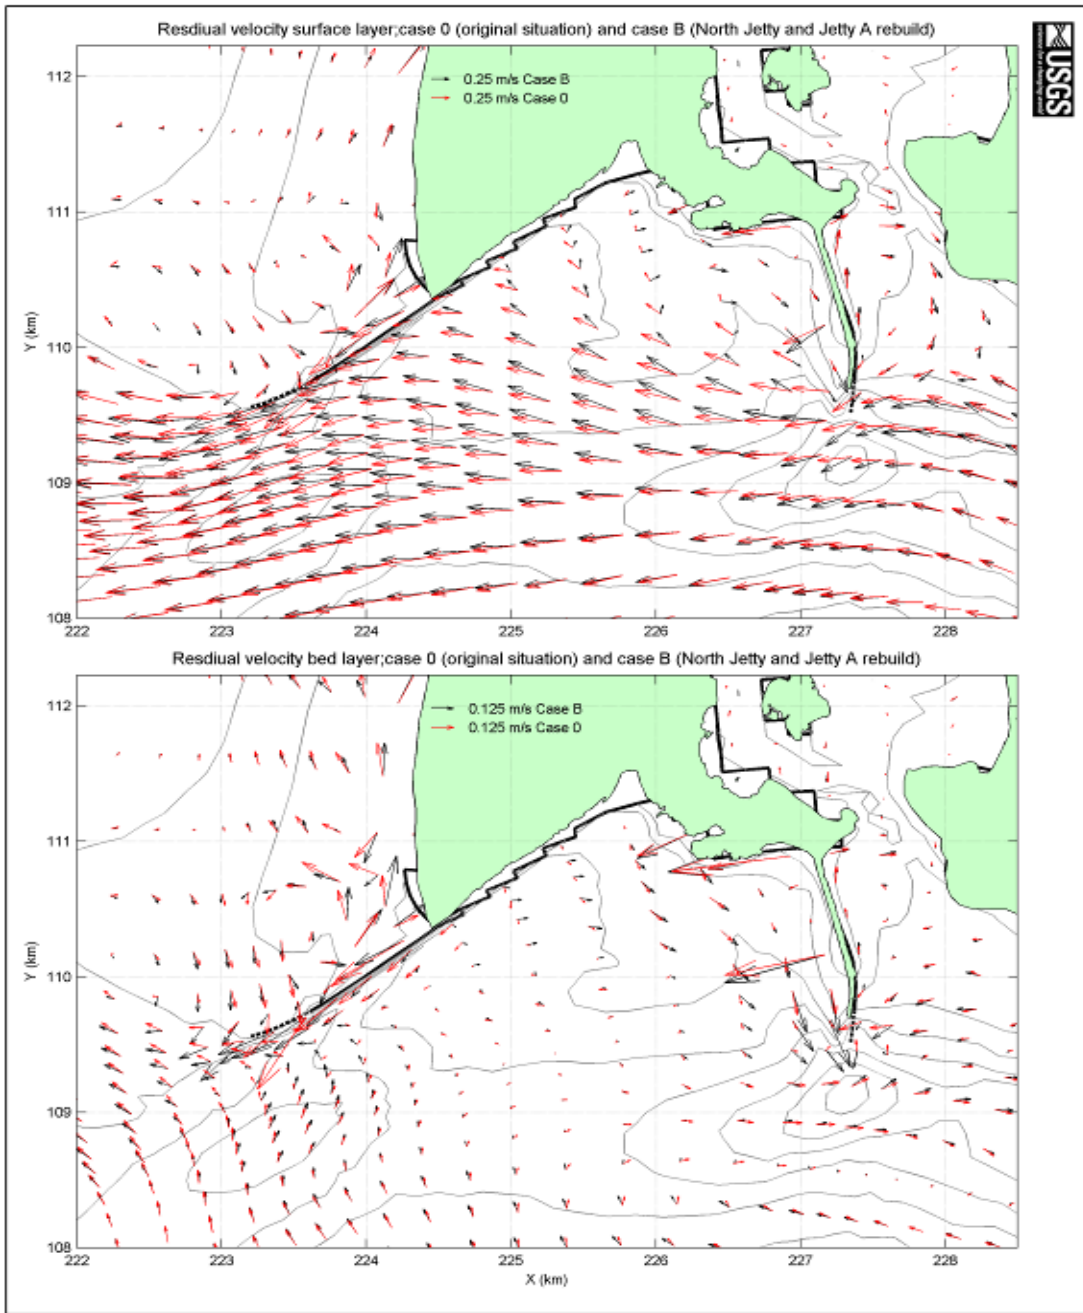 Resdiual velocity surface layer;case 0 (original situation) and case B (North Jetty and Jetty A rebuild)
USGS
112
0.25 m/s Case B
0.25 m/s Case 0
111
110
109
108
Y (km)
222 223 224 225 226 227 228
Resdiual velocity bed layer;case 0 (original situation) and case B (North Jetty and Jetty A rebuild)
112
0.125 m/s Case B
0.125 m/s Case 0
111
110
109
108
Y (km)
222 223 224 225 226 227 228
X (km)